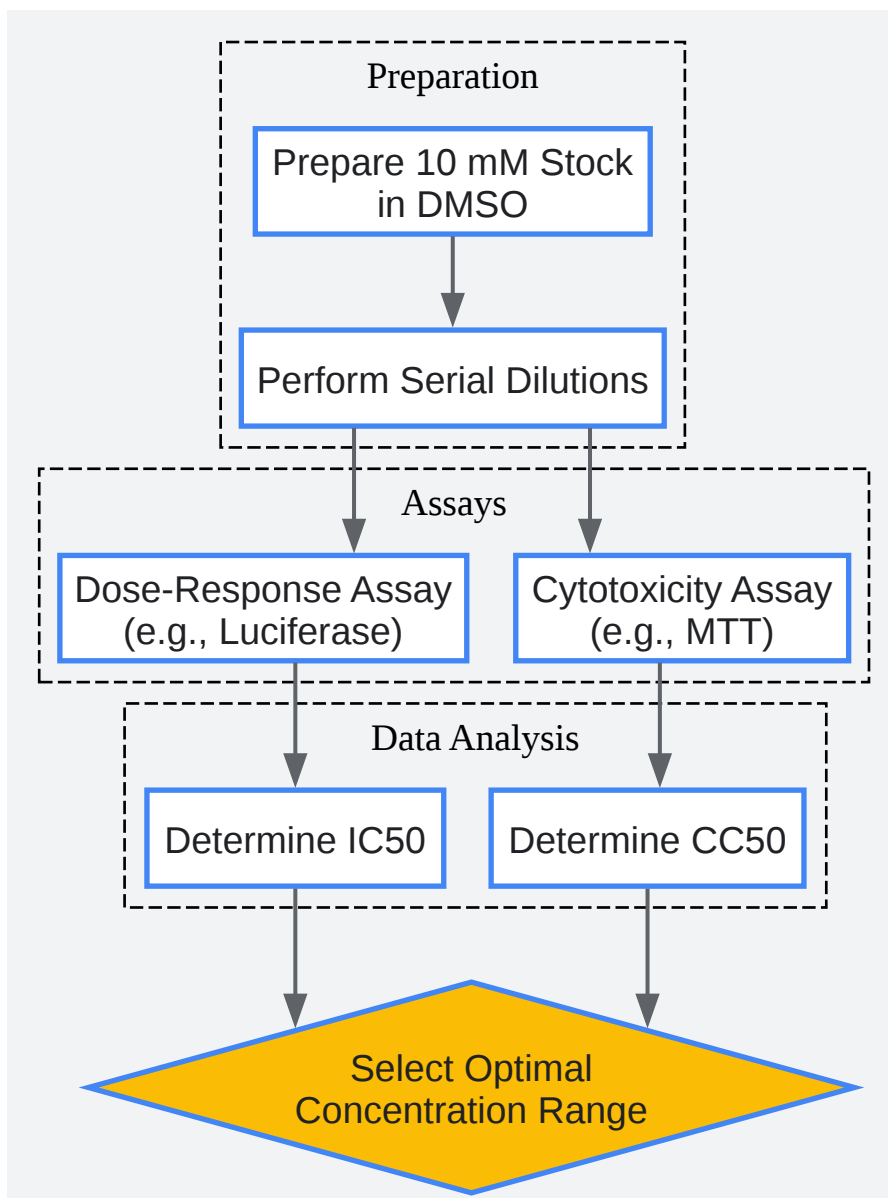 Preparation
Prepare 10 mM Stock
in DMSO
Perform Serial Dilutions
Assays
Dose-Response Assay
(e.g., Luciferase)
Cytotoxicity Assay
(e.g., MTT)
Data Analysis
Determine IC50
Determine CC50
Select Optimal
Concentration Range